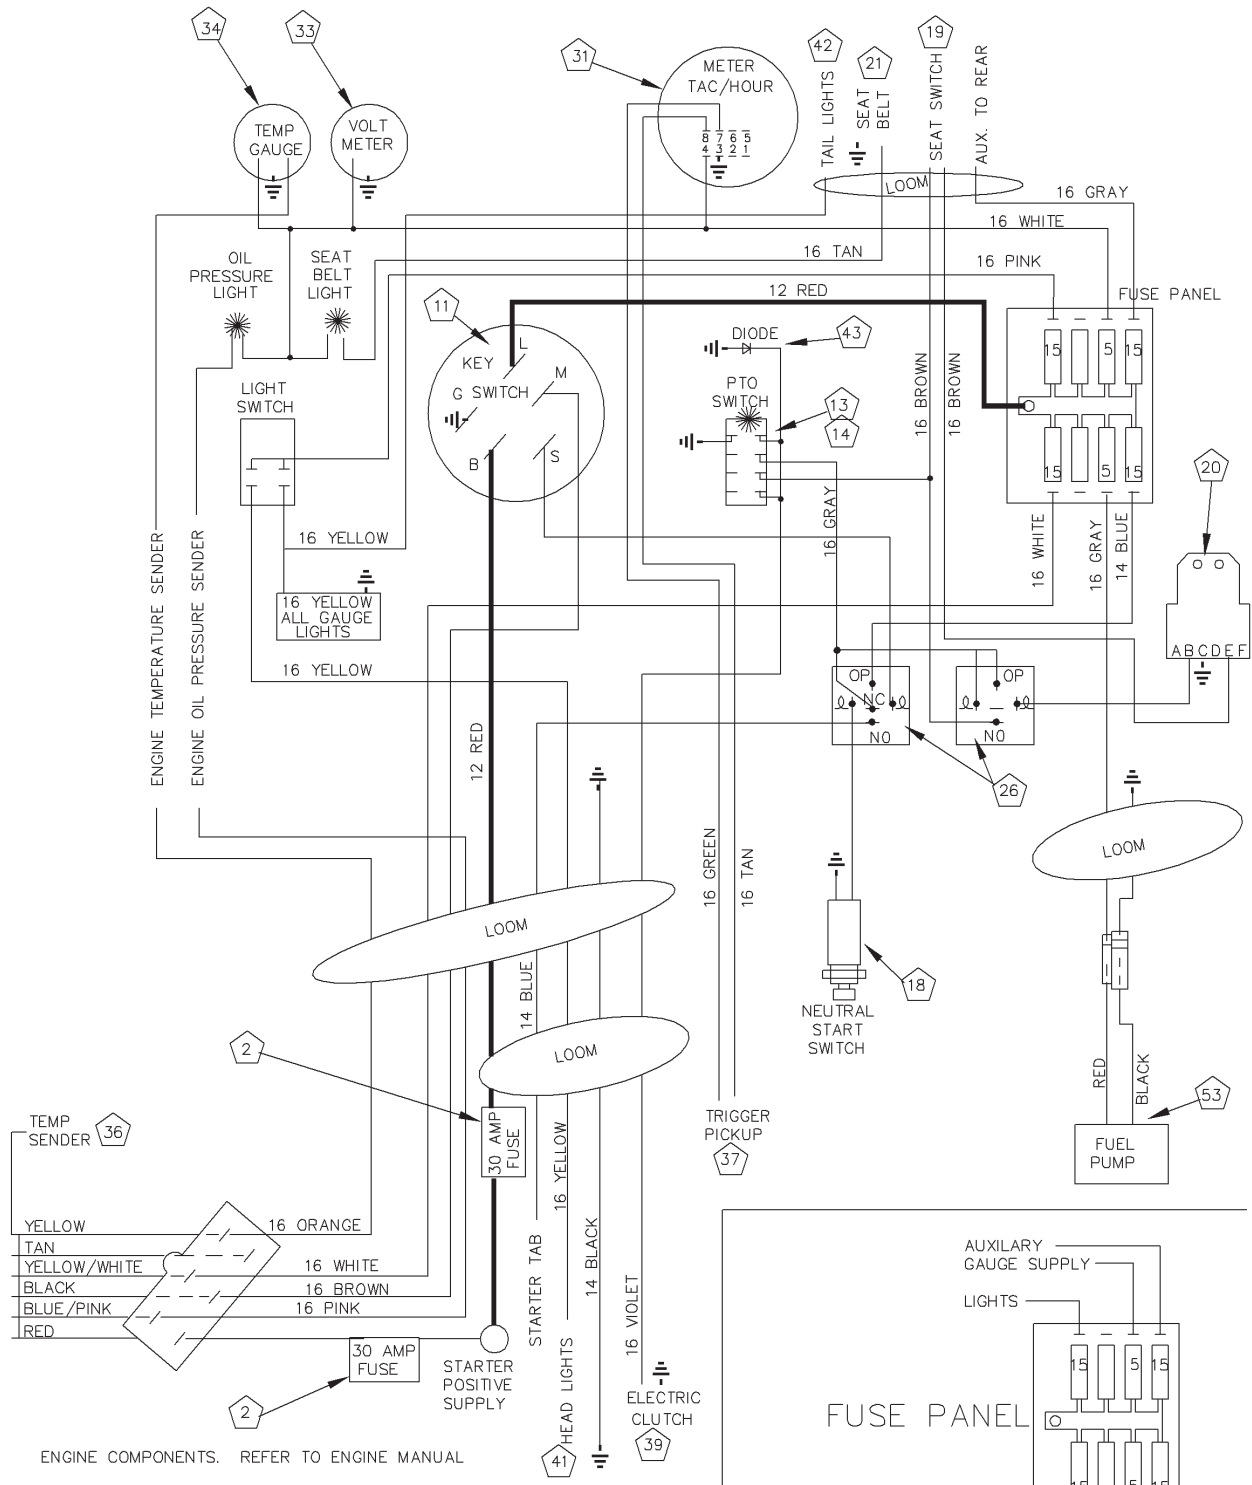 34
33
31
42
21
19
METER
TAC/HOUR
8 7 6 5
4 3 2 1
TAIL LIGHTS
SEAT
BELT
SEAT SWITCH
AUX. TO REAR
TEMP
GAUGE
VOLT
METER
LOOM
16 GRAY
16 WHITE
16 TAN
16 PINK
OIL
PRESSURE
LIGHT
SEAT
BELT
LIGHT
12 RED
FUSE PANEL
11
L
KEY
SWITCH
M
G
B
S
DIODE
43
PTO
SWITCH
13
14
16 BROWN
16 BROWN
15
5
15
15
5
15
LIGHT
SWITCH
20
16 GRAY
16 WHITE
16 GRAY
14 BLUE
16 YELLOW
16 YELLOW
ALL GAUGE
LIGHTS
16 YELLOW
ENGINE TEMPERATURE SENDER
ENGINE OIL PRESSURE SENDER
ABCDEF
OP
NC
NO
OP
NO
26
12 RED
16 GREEN
16 TAN
LOOM
LOOM
14 BLUE
18
NEUTRAL
START
SWITCH
2
LOOM
RED
BLACK
53
FUEL
PUMP
30 AMP
FUSE
TEMP
SENDER
36
TRIGGER
PICKUP
37
16 YELLOW
YELLOW
16 ORANGE
TAN
YELLOW/WHITE
16 WHITE
BLACK
16 BROWN
BLUE/PINK
16 PINK
RED
30 AMP
FUSE
2
STARTER
POSITIVE
SUPPLY
STARTER TAB
HEAD LIGHTS
41
14 BLACK
16 VIOLET
ELECTRIC
CLUTCH
39
AUXILARY
GAUGE SUPPLY
LIGHTS
15
5
15
FUSE PANEL
15
5
15
ENGINE COMPONENTS. REFER TO ENGINE MANUAL